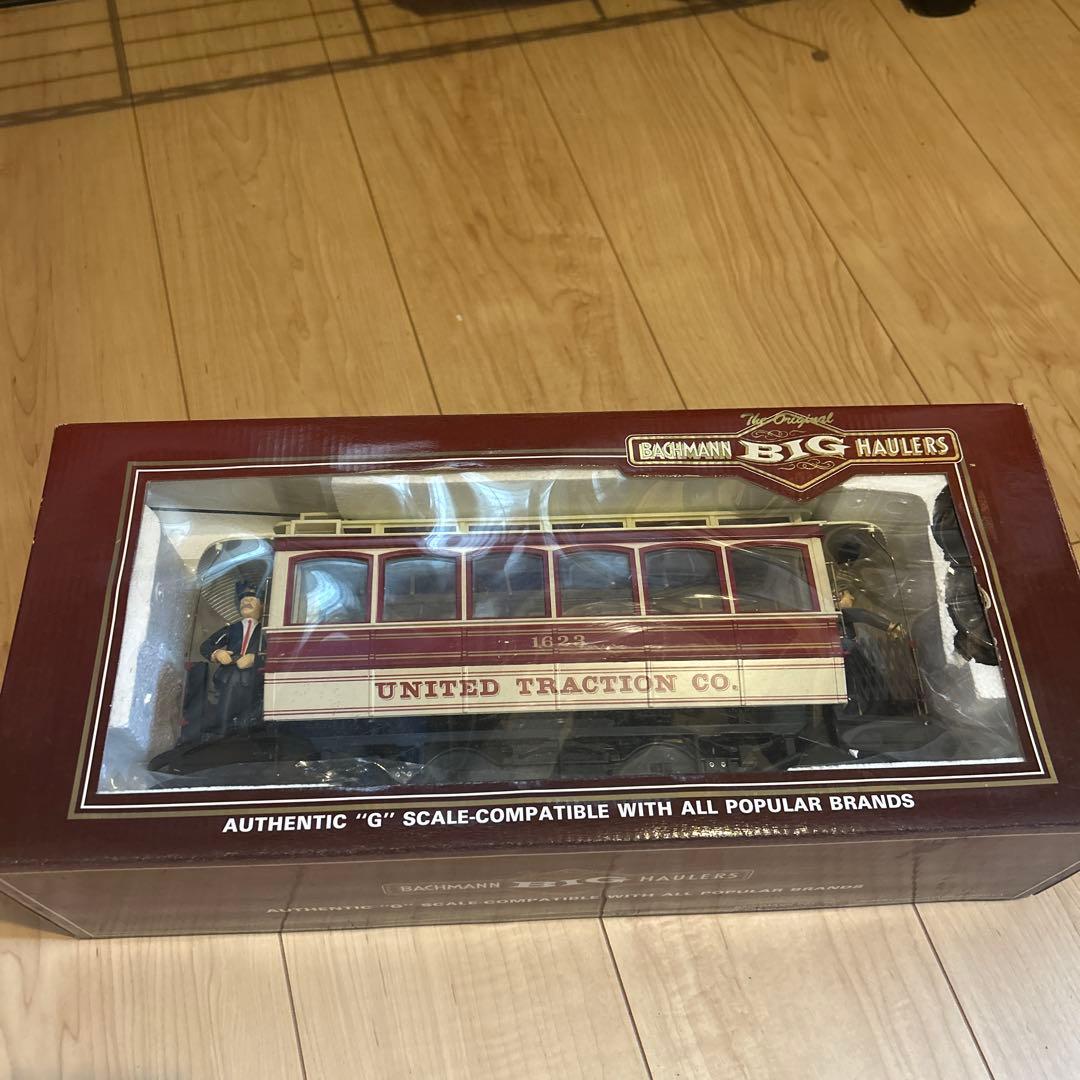 The Original
BACHMANN BIG HAULERS
1623
UNITED TRACTION CO.
AUTHENTIC "G" SCALE-COMPATIBLE WITH ALL POPULAR BRANDS
BACHMANN BIG HAULERS
AUTHENTIC "G" SCALE-COMPATIBLE WITH ALL POPULAR BRANDS